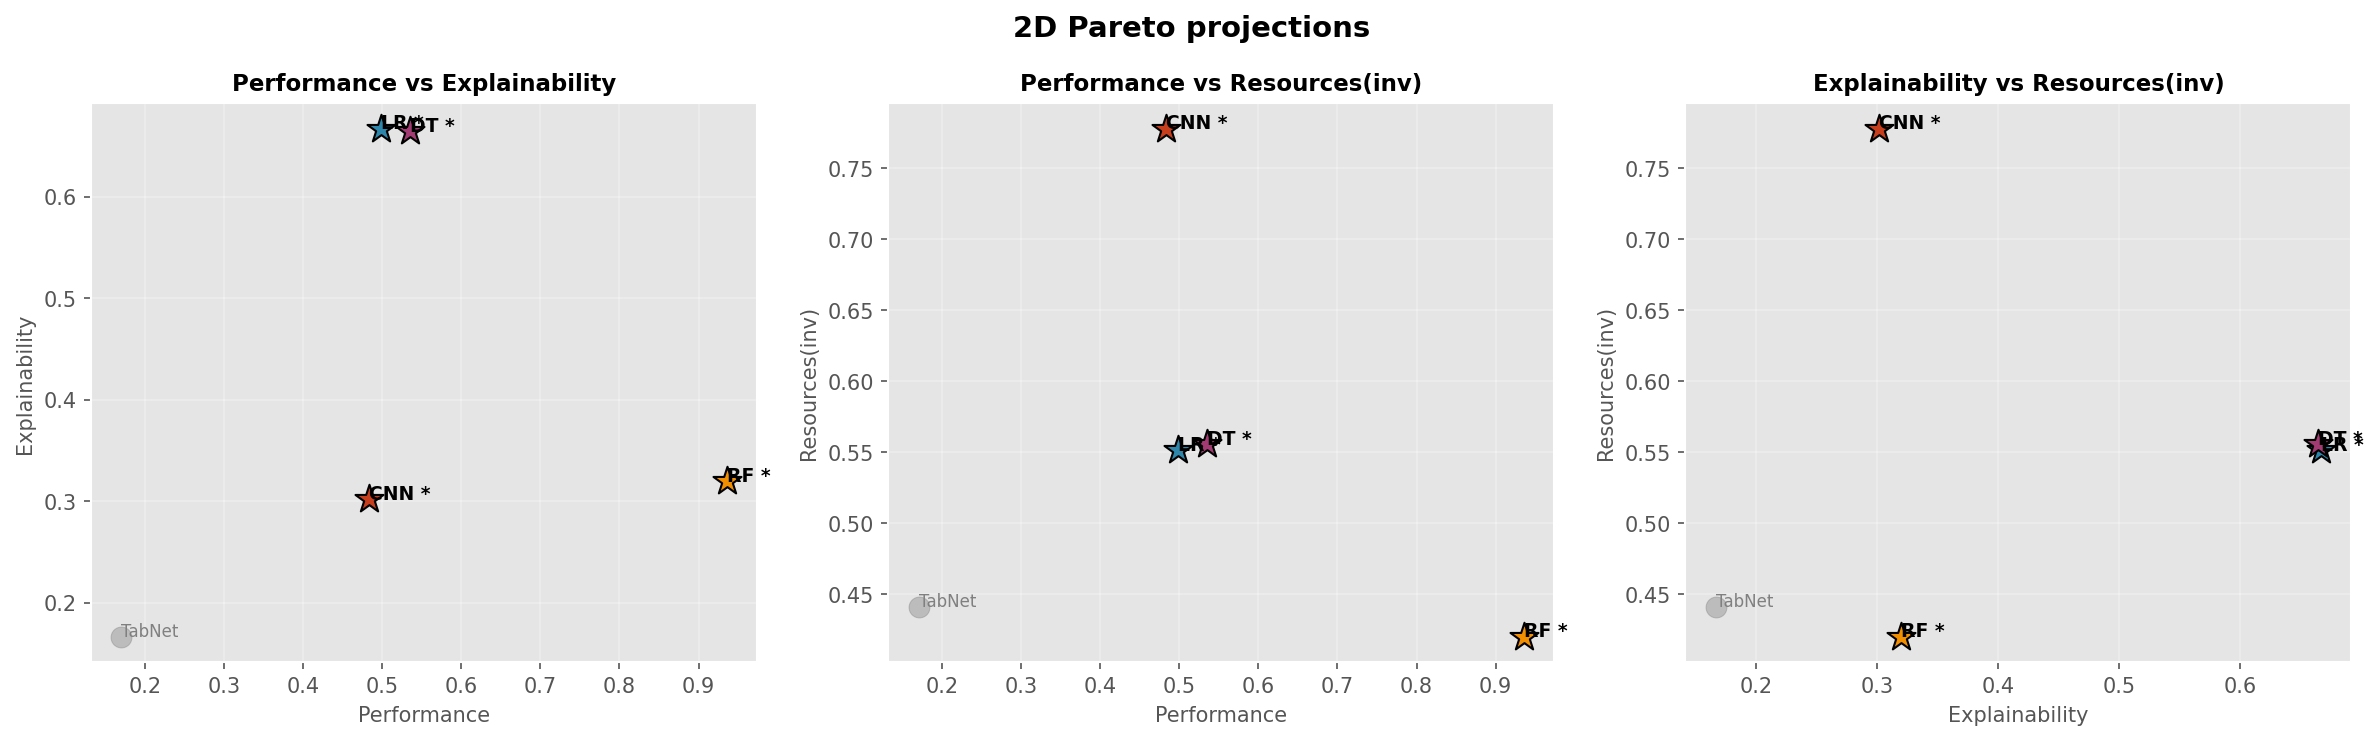 2D Pareto projections
Performance vs Explainability
LR *
DT *
CNN *
RF *
TabNet
0.6
0.5
0.4
0.3
0.2
Explainability
0.2 0.3 0.4 0.5 0.6 0.7 0.8 0.9
Performance
Performance vs Resources(inv)
CNN *
DT *
LR *
TabNet
RF *
0.75
0.70
0.65
0.60
0.55
0.50
0.45
Resources(inv)
0.2 0.3 0.4 0.5 0.6 0.7 0.8 0.9
Performance
Explainability vs Resources(inv)
CNN *
DT *
LR *
TabNet
RF *
0.75
0.70
0.65
0.60
0.55
0.50
0.45
Resources(inv)
0.2 0.3 0.4 0.5 0.6
Explainability